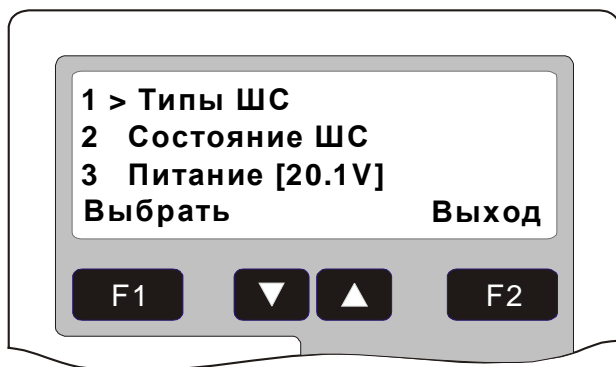 1 > Типы ШС
2 Состояние ШС
3 Питание [20.1V]
Выбрать Выход
F1 ▼ ▲ F2